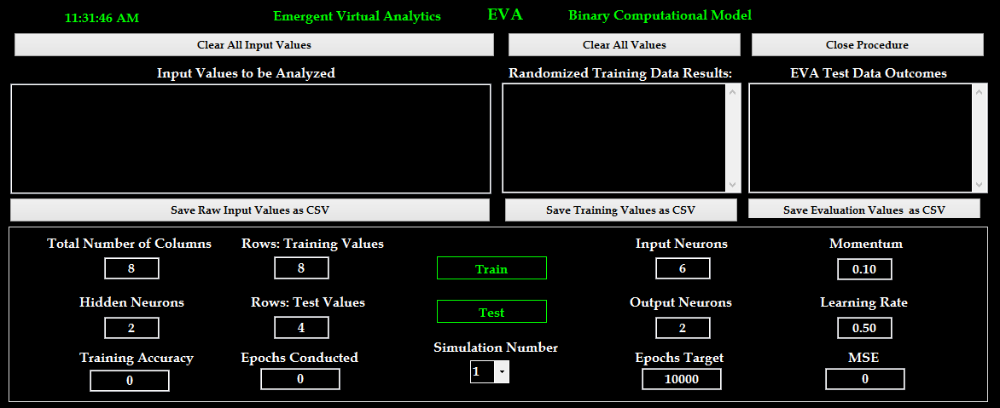 11:31:46 AM Emergent Virtual Analytics EVA Binary Computational Model
Clear All Input Values Clear All Values Close Procedure
Input Values to be Analyzed Randomized Training Data Results: EVA Test Data Outcomes
Save Raw Input Values as CSV Save Training Values as CSV Save Evaluation Values as CSV
Total Number of Columns Rows: Training Values Input Neurons Momentum
8 8 Train 6 0.10
Hidden Neurons Rows: Test Values Output Neurons Learning Rate
2 4 Test 2 0.50
Simulation Number
Training Accuracy Epochs Conducted Epochs Target MSE
0 0 1 10000 0